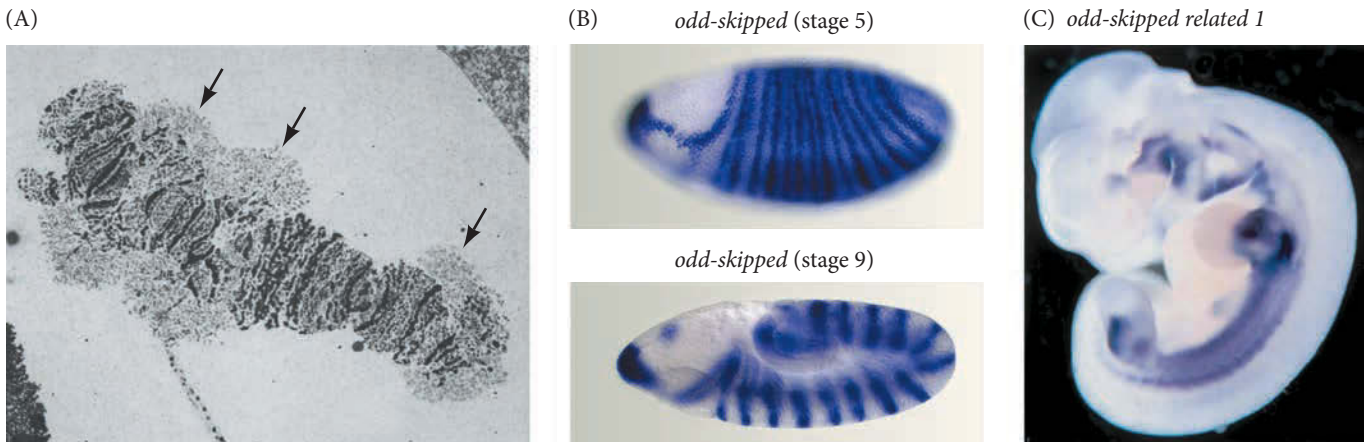 (A)
(B) odd-skipped (stage 5)
odd-skipped (stage 9)
(C) odd-skipped related 1